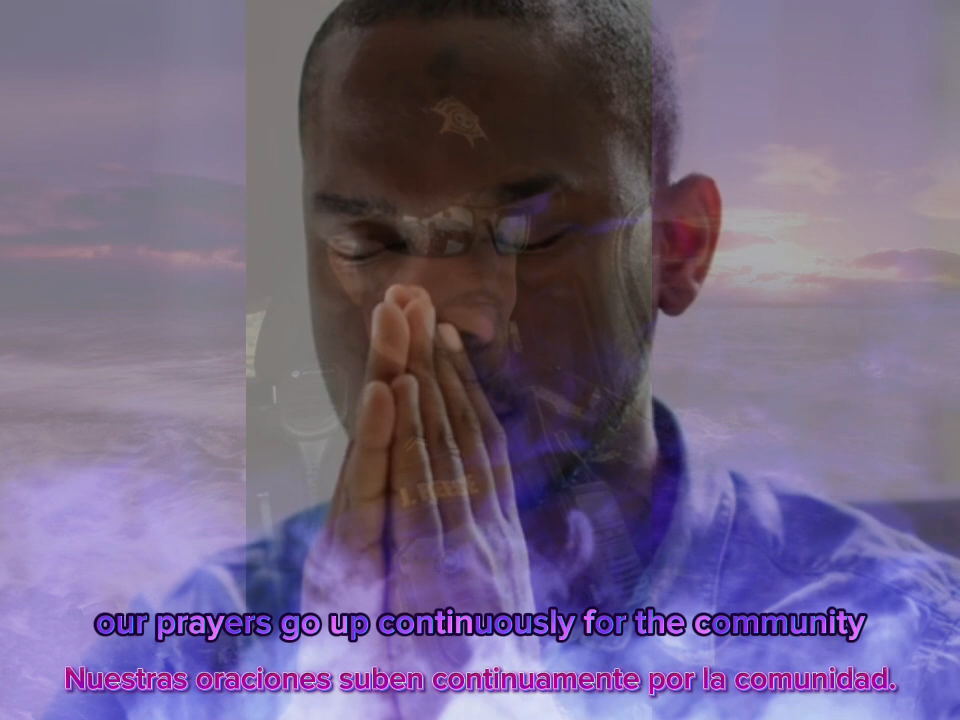 our prayers go up continuously for the community
Nuestras oraciones suben continuamente por la comunidad.